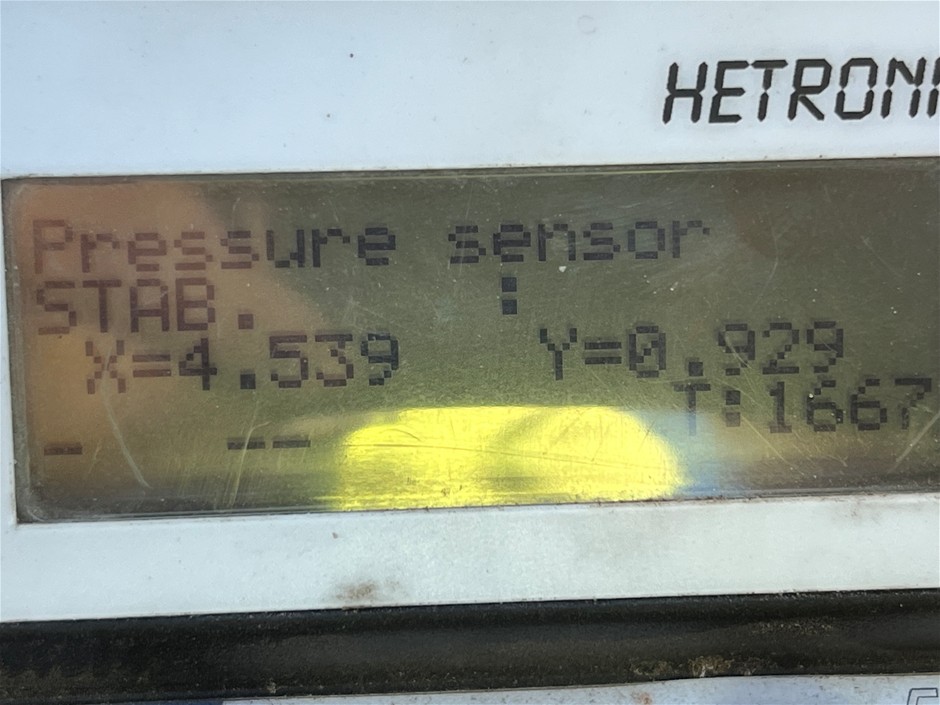 HETRONI
Pressure sensor
STAB. :
X=4.539 Y=0.929
T:1667
_ _ _